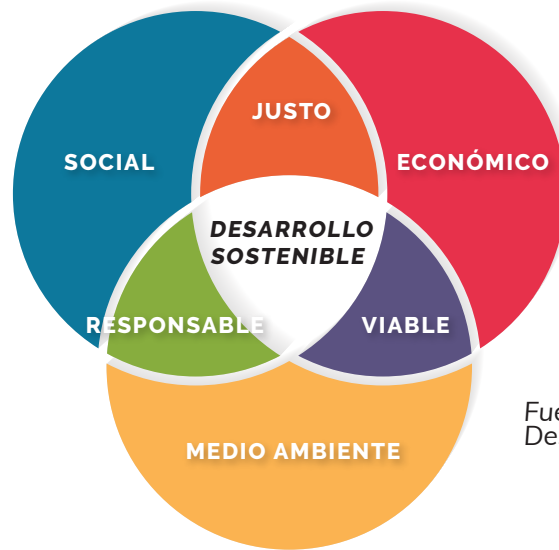 JUSTO
SOCIAL
ECONÓMICO
DESARROLLO
SOSTENIBLE
RESPONSABLE
VIABLE
MEDIO AMBIENTE